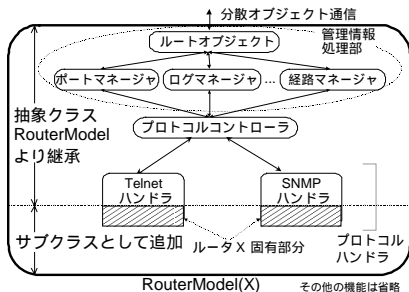 分散オブジェクト通信
ルートオブジェクト
管理情報
処理部
ポートマネージャ
ログマネージャ
...
経路マネージャ
抽象クラス
RouterModel
より継承
プロトコルコントローラ
Telnet
ハンドラ
SNMP
ハンドラ
サブクラスとして追加
ルータX 固有部分
プロトコル
ハンドラ
RouterModel(X)
その他の機能は省略